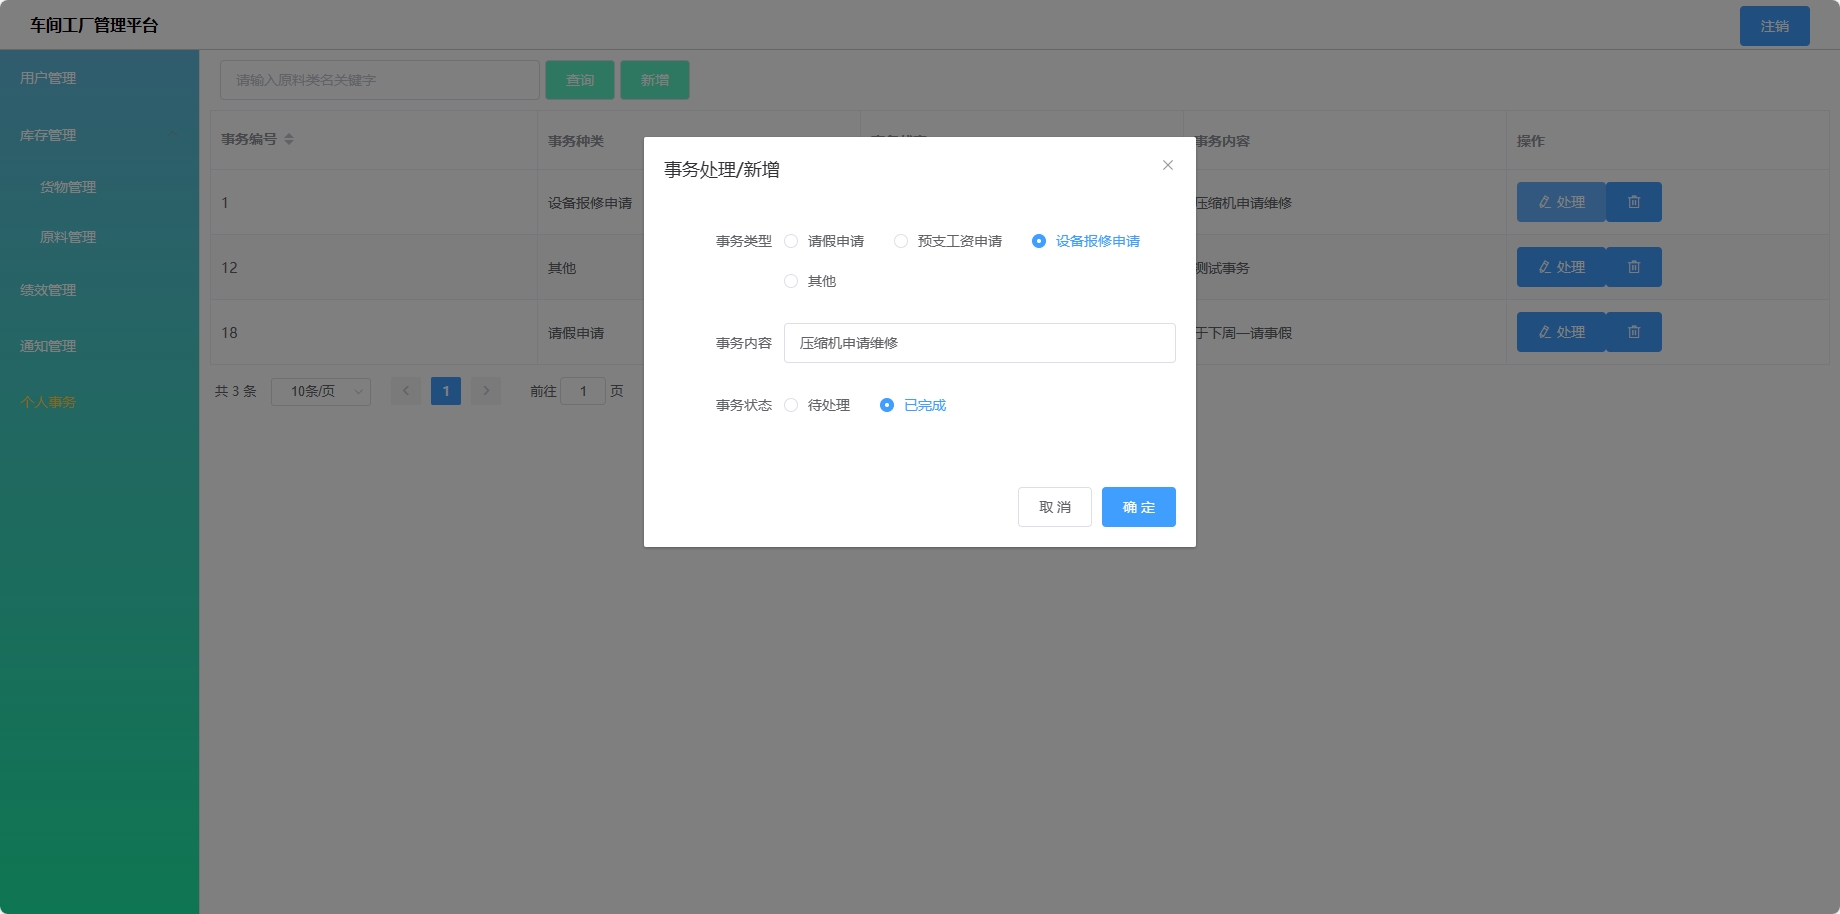 车间工厂管理平台
注销
用户管理
库存管理
货物管理
原料管理
绩效管理
通知管理
个人事务
请输入原料类名关键字 查询 新增
事务编号 事务种类 事务内容 操作
1 设备报修申请 压缩机申请维修 处理
12 其他 测试事务 处理
18 请假申请 于下周一请事假 处理
共 3 条 10条/页 1 前往 1 页
事务处理/新增
事务类型 请假申请 预支工资申请 设备报修申请
其他
事务内容 压缩机申请维修
事务状态 待处理 已完成
取 消 确 定